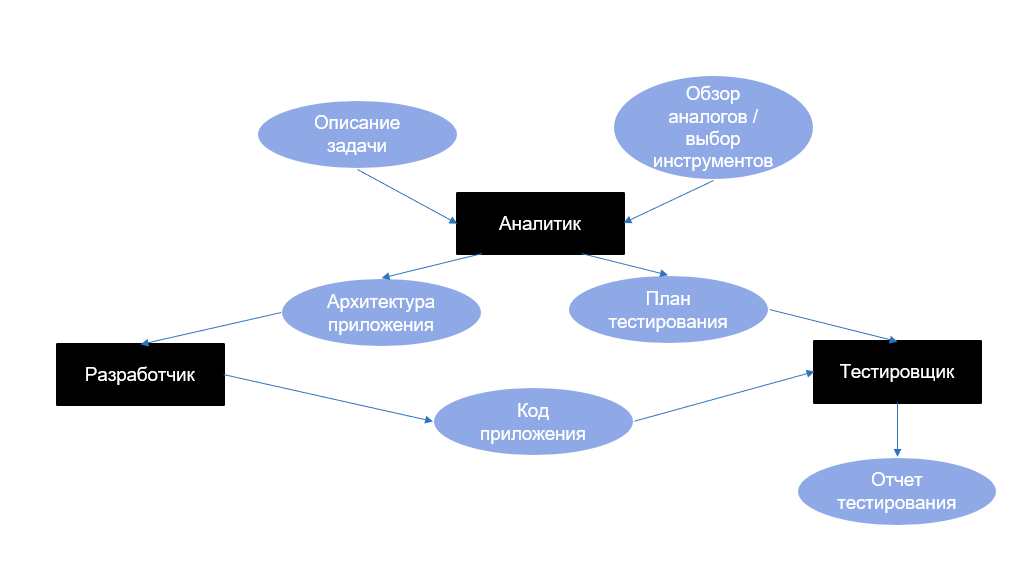 Описание
задачи
Обзор
аналогов /
выбор
инструментов
Аналитик
Архитектура
приложения
План
тестирования
Разработчик
Тестировщик
Код
приложения
Отчет
тестирования